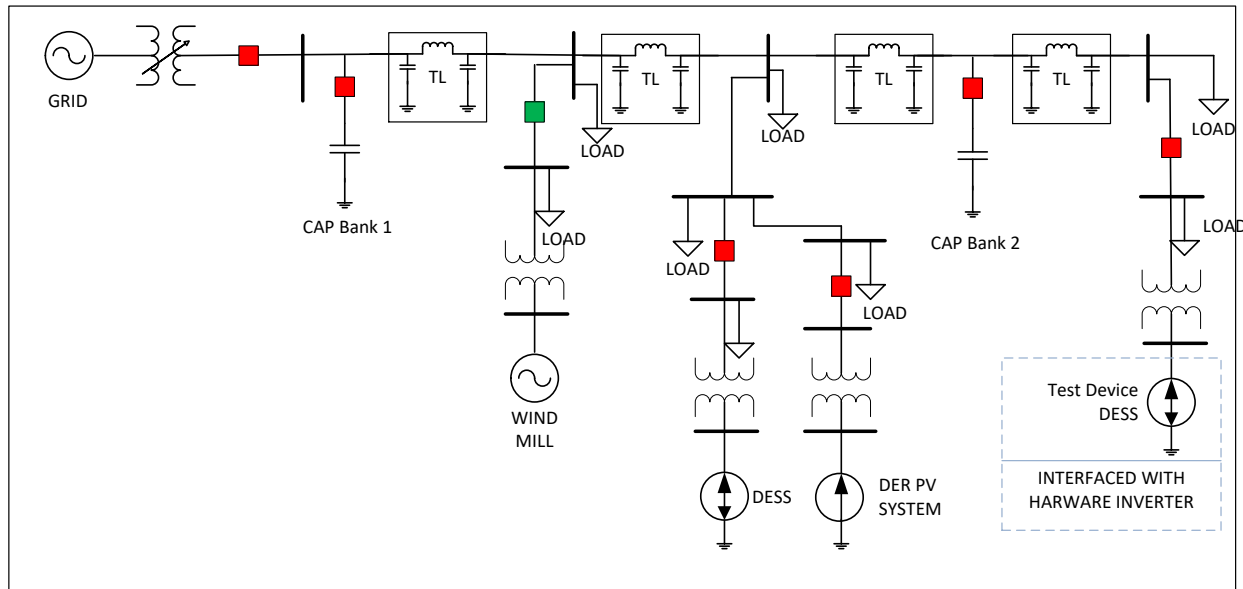 GRID
TL
TL
TL
TL
LOAD
LOAD
LOAD
CAP Bank 1
LOAD
LOAD
LOAD
CAP Bank 2
LOAD
WIND
MILL
Test Device
DESS
DESS
DER PV
SYSTEM
INTERFACED WITH
HARWARE INVERTER